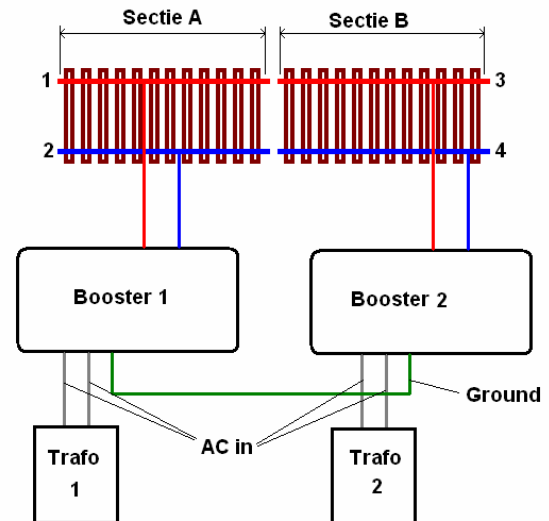 Sectie A
Sectie B
1
3
2
4
Booster 1
Booster 2
Ground
AC in
Trafo
1
Trafo
2